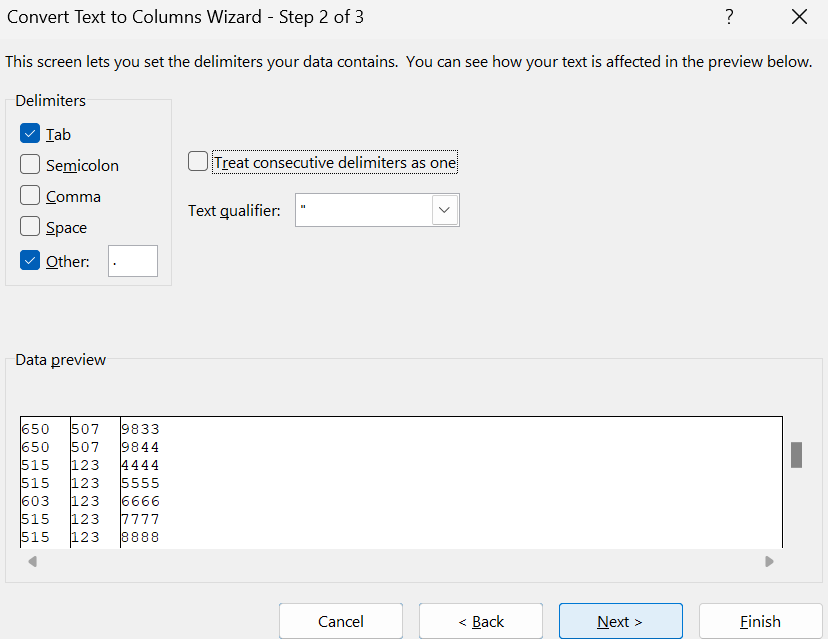 Convert Text to Columns Wizard - Step 2 of 3 ?
This screen lets you set the delimiters your data contains. You can see how your text is affected in the preview below.
Delimiters
Tab
Semicolon
Comma
Space
Other: .
Treat consecutive delimiters as one
Text qualifier: "
Data preview
650 507 9833
650 507 9844
515 123 4444
515 123 5555
603 123 6666
515 123 7777
515 123 8888
Cancel < Back Next > Finish